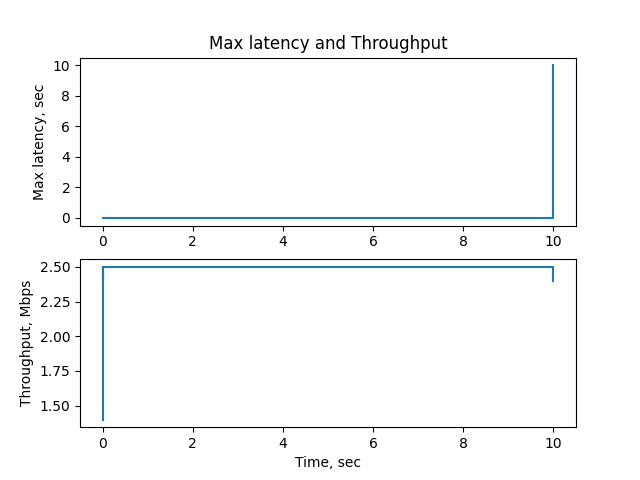 Max latency and Throughput
Max latency, sec
10
8
6
4
2
0
0 2 4 6 8 10
Throughput, Mbps
2.50
2.25
2.00
1.75
1.50
0 2 4 6 8 10
Time, sec